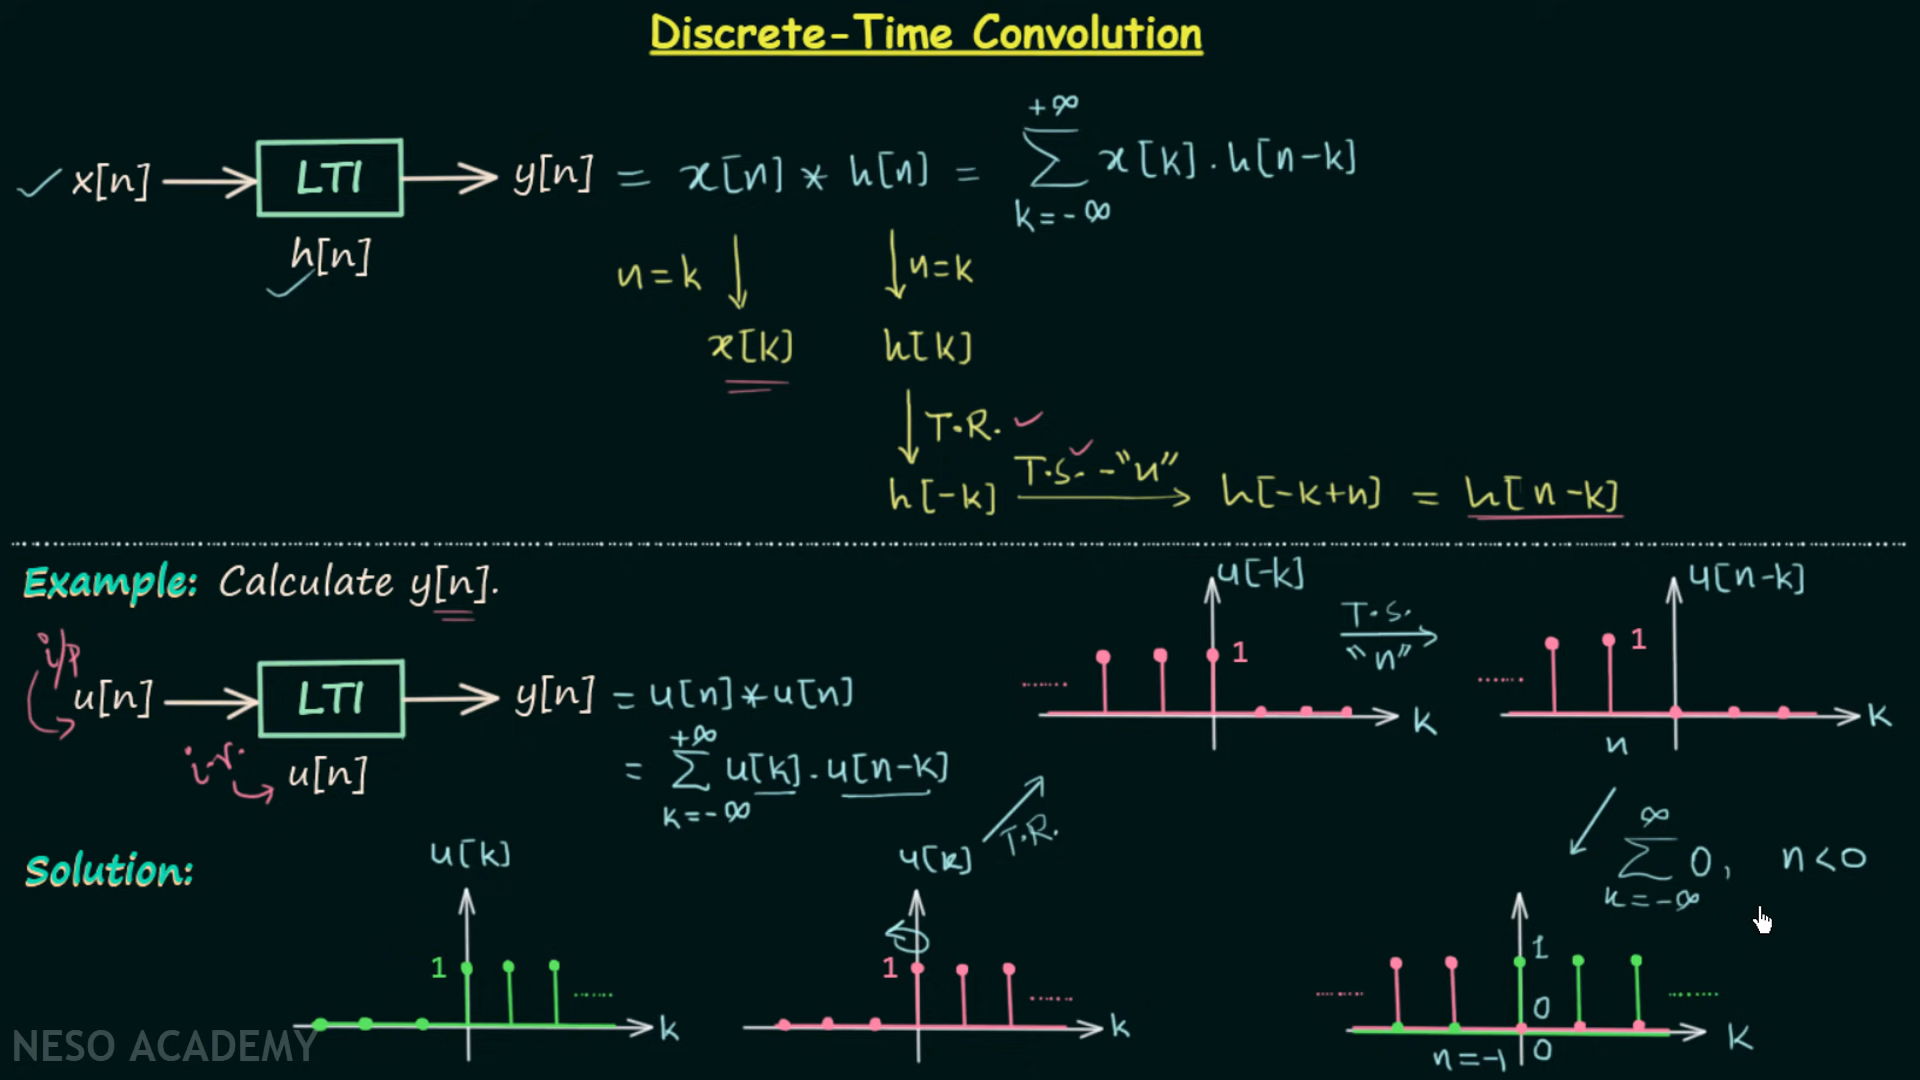 Discrete-Time Convolution
x[n] LTI y[n] = x[n] * h[n] = +∞ Σ k=-∞ x[k] . h[n-k]
h[n]
n=k n=k
x[k] h[k]
T.R.
h[-k] T.S. -"n" h[-k+n] = h[n-k]
Example: Calculate y[n].
i/p
u[n] LTI y[n] = u[n] * u[n]
i.r. u[n]
= +∞ Σ k=-∞ u[k] . u[n-k]
T.R.
u[-k] 1 ...... k
T.S. "n"
u[n-k] 1 ...... n k
∞ Σ k=-∞ 0, n<0
Solution:
u[k] 1 ...... k
u[k] 1 ...... k
...... 1 0 ...... n=-1 0 k
NESO ACADEMY